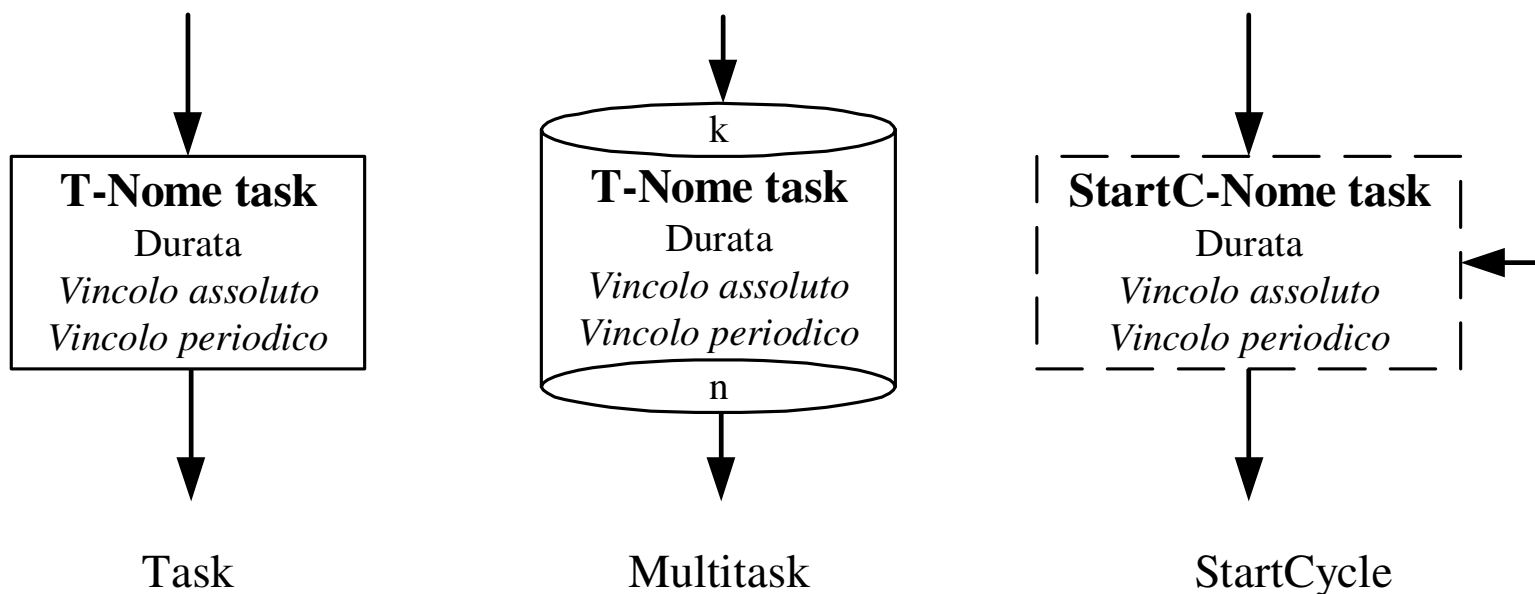 T-Nome task
Durata
Vincolo assoluto
Vincolo periodico
Task
k
T-Nome task
Durata
Vincolo assoluto
Vincolo periodico
n
Multitask
StartC-Nome task
Durata
Vincolo assoluto
Vincolo periodico
StartCycle